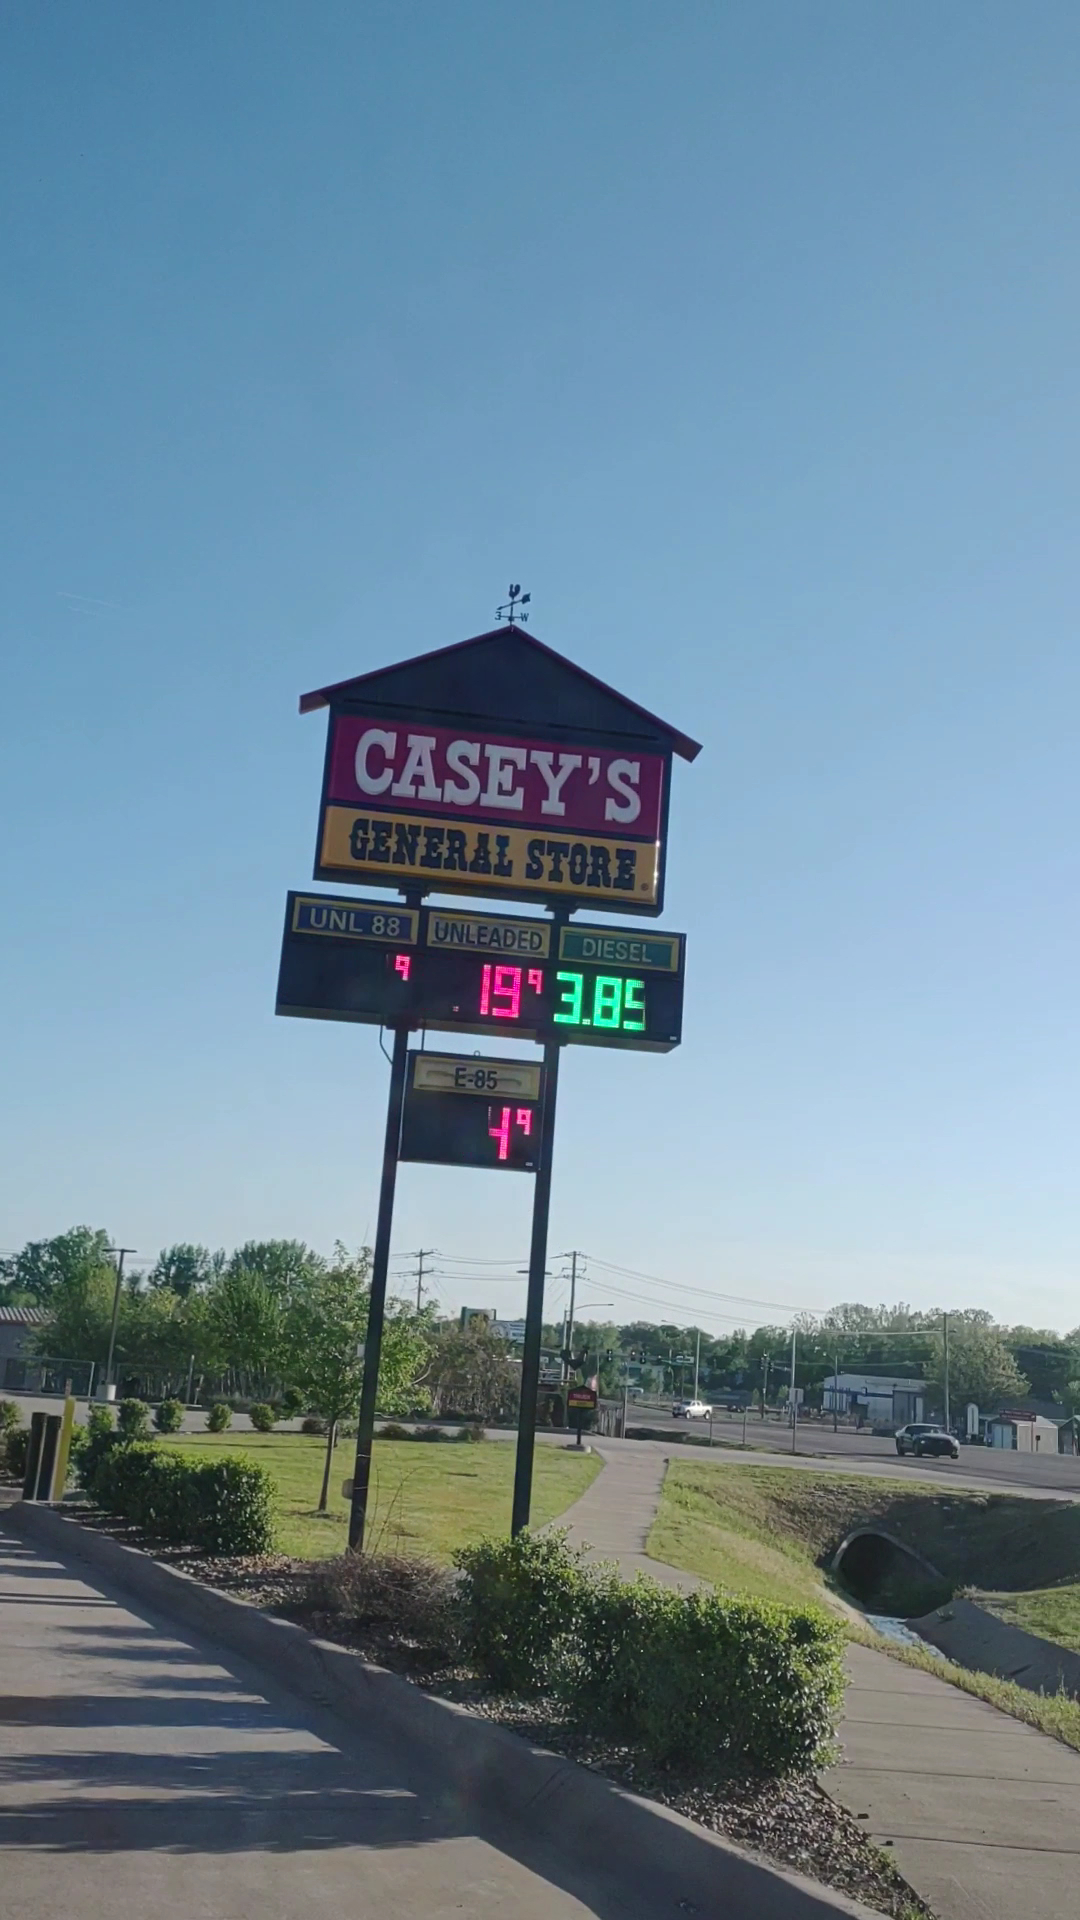 W
CASEY'S
GENERAL STORE
UNL 88 UNLEADED DIESEL
9 .19 9 3.85
E-85
4 9